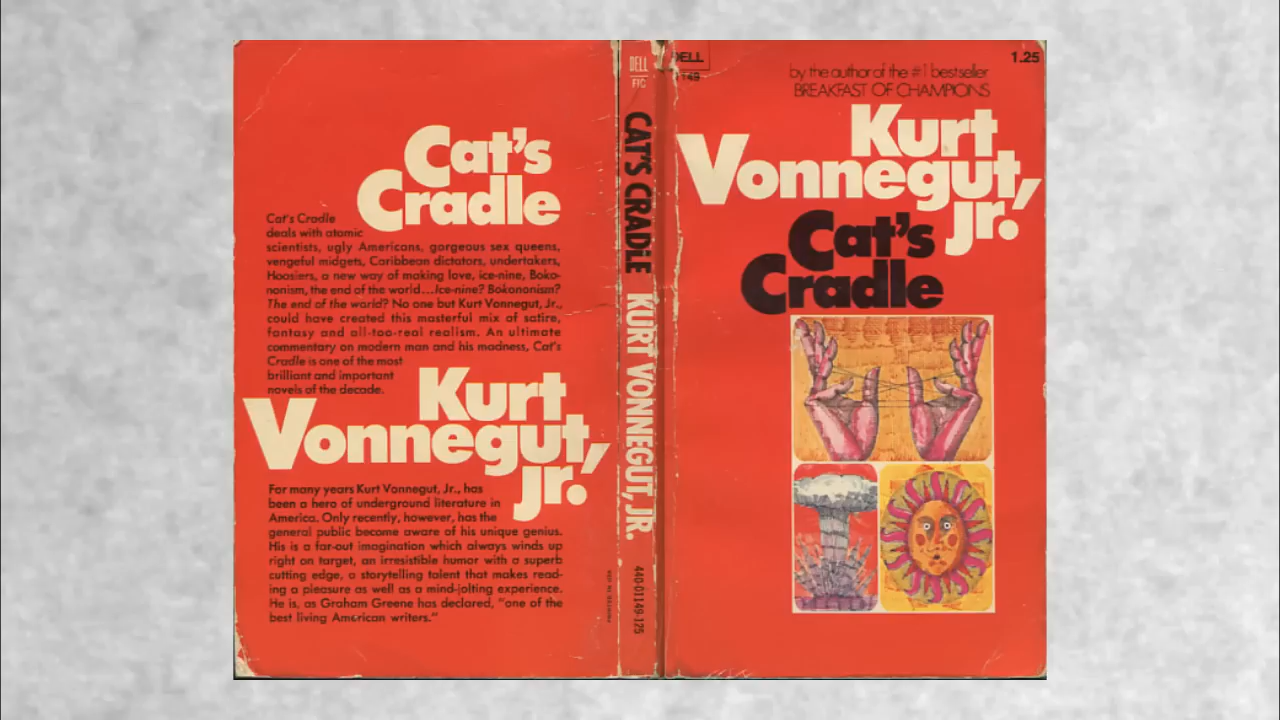 Cat's
Cradle
Cat's Cradle
deals with atomic
scientists, ugly Americans, gorgeous sex queens,
vengeful midgets, Caribbean dictators, undertakers,
Hoosiers, a new way of making love, ice-nine, Boko-
nonism, the end of the world...Ice-nine? Bokononism?
The end of the world? No one but Kurt Vonnegut, Jr.,
could have created this masterful mix of satire,
fantasy and all-too-real realism. An ultimate
commentary on modern man and his madness, Cat's
Cradle is one of the most
brilliant and important
novels of the decade.
Kurt
Vonnegut,
jr.
For many years Kurt Vonnegut, Jr., has
been a hero of underground literature in
America. Only recently, however, has the
general public become aware of his unique genius.
His is a far-out imagination which always winds up
right on target, an irresistible humor with a superb
cutting edge, a storytelling talent that makes read-
ing a pleasure as well as a mind-jolting experience.
He is, as Graham Greene has declared, "one of the
best living American writers."
DELL
FIC
CAT'S CRADLE KURT VONNEGUT, JR.
440-01149-125
DELL
1149
1.25
by the author of the #1 bestseller
BREAKFAST OF CHAMPIONS
Kurt
Vonnegut,
jr.
Cat's
Cradle